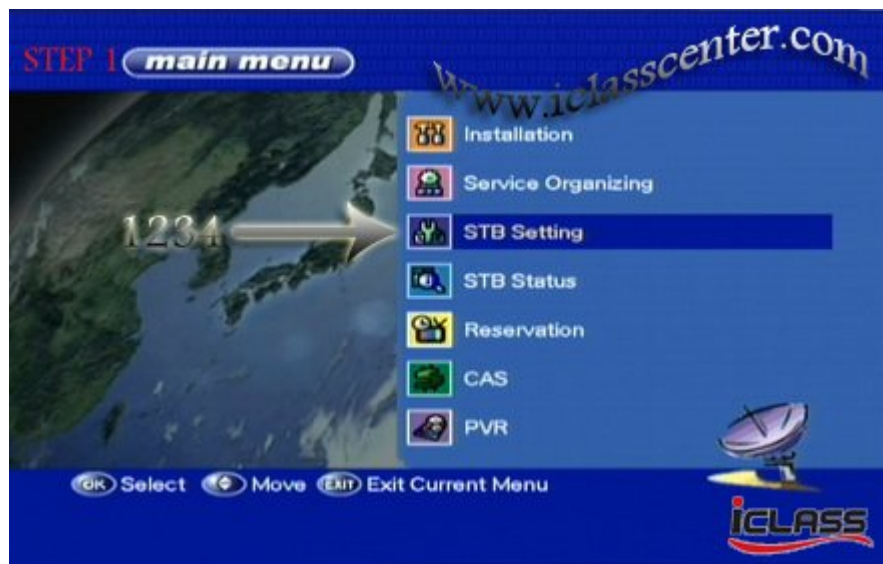 STEP 1 main menu
www.iclasscenter.com
Installation
Service Organizing
1234
STB Setting
STB Status
Reservation
CAS
PVR
OK Select Move EXIT Exit Current Menu
iCLASS